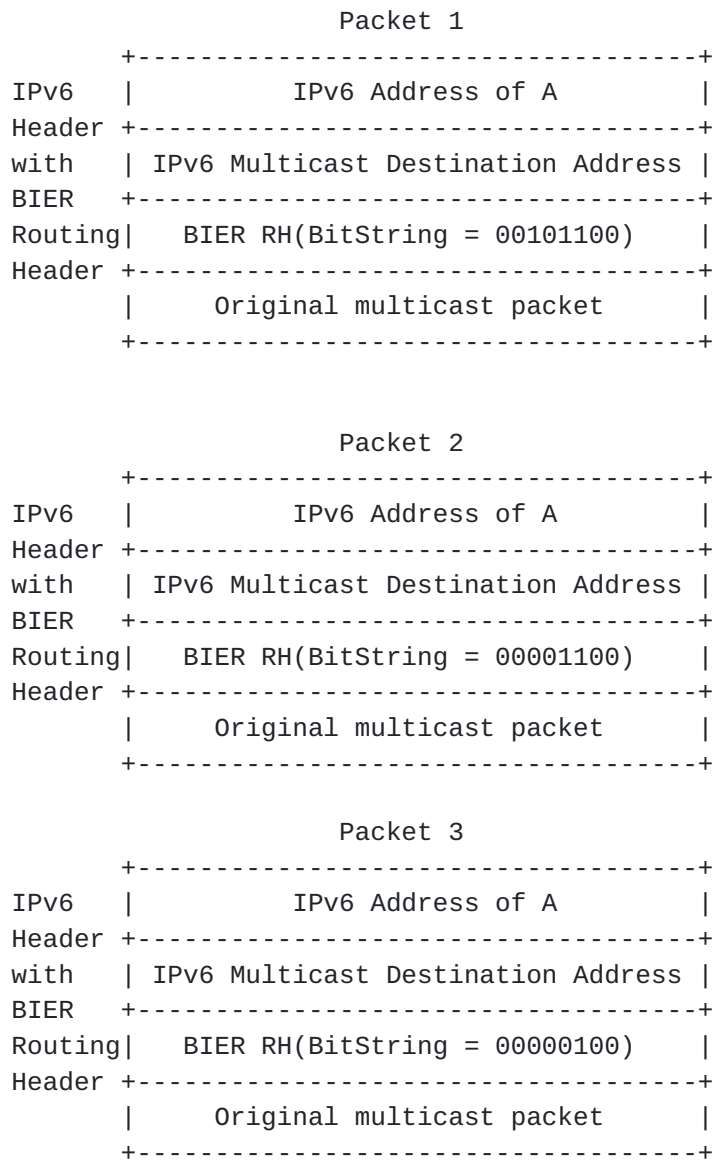 Packet 1
       +-----------------------------------+
IPv6   |          IPv6 Address of A        |
Header +-----------------------------------+
with   | IPv6 Multicast Destination Address |
BIER   +-----------------------------------+
Routing|   BIER RH(BitString = 00101100)    |
Header +-----------------------------------+
       |     Original multicast packet      |
       +-----------------------------------+
                     Packet 2
       +-----------------------------------+
IPv6   |          IPv6 Address of A        |
Header +-----------------------------------+
with   | IPv6 Multicast Destination Address |
BIER   +-----------------------------------+
Routing|   BIER RH(BitString = 00001100)    |
Header +-----------------------------------+
       |     Original multicast packet      |
       +-----------------------------------+
                     Packet 3
       +-----------------------------------+
IPv6   |          IPv6 Address of A        |
Header +-----------------------------------+
with   | IPv6 Multicast Destination Address |
BIER   +-----------------------------------+
Routing|   BIER RH(BitString = 00000100)    |
Header +-----------------------------------+
       |     Original multicast packet      |
       +-----------------------------------+